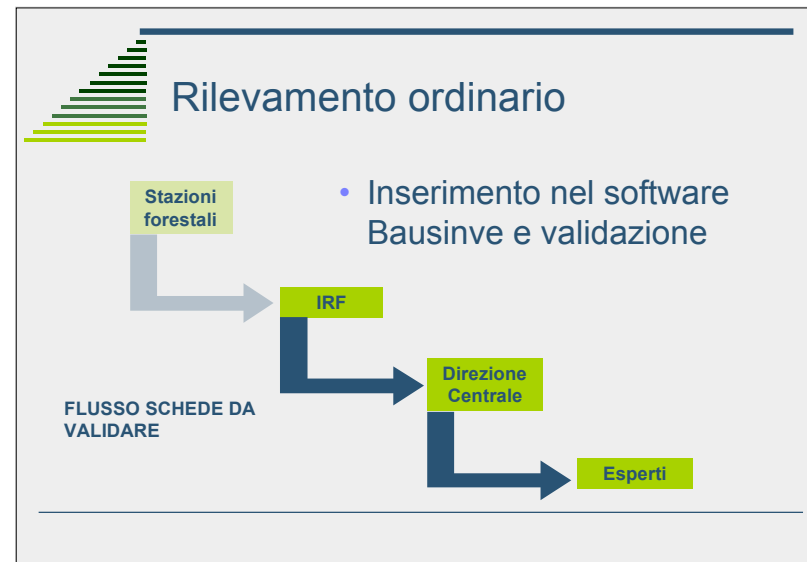 Rilevamento ordinario
Stazioni
forestali
• Inserimento nel software
Bausinve e validazione
IRF
Direzione
Centrale
FLUSSO SCHEDE DA
VALIDARE
Esperti